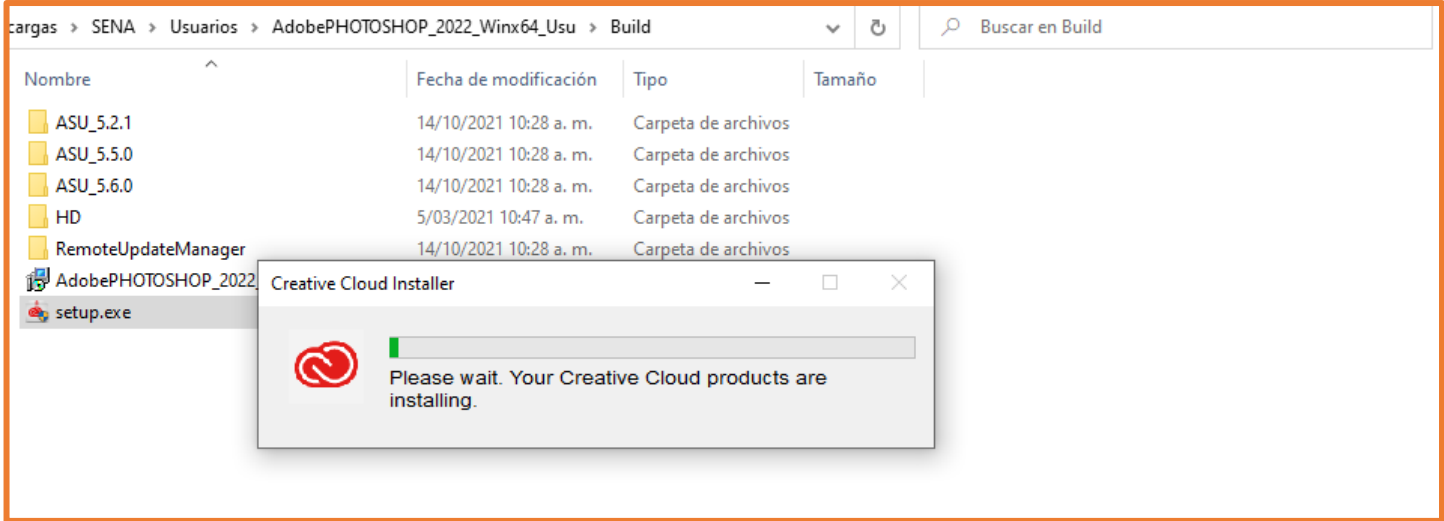 cargas > SENA > Usuarios > AdobePHOTOSHOP_2022_Winx64_Usu > Build
Buscar en Build
Nombre Fecha de modificación Tipo Tamaño
ASU_5.2.1 14/10/2021 10:28 a. m. Carpeta de archivos
ASU_5.5.0 14/10/2021 10:28 a. m. Carpeta de archivos
ASU_5.6.0 14/10/2021 10:28 a. m. Carpeta de archivos
HD 5/03/2021 10:47 a. m. Carpeta de archivos
RemoteUpdateManager 14/10/2021 10:28 a. m. Carpeta de archivos
AdobePHOTOSHOP_2022_
setup.exe
Creative Cloud Installer
Please wait. Your Creative Cloud products are
installing.